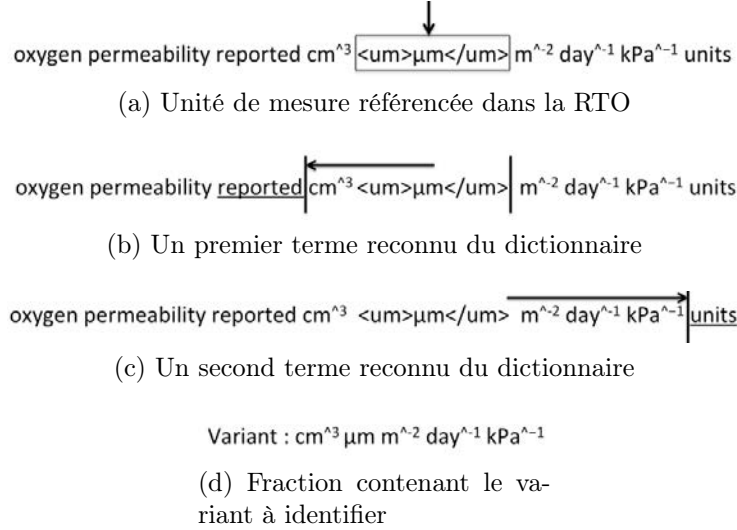 oxygen permeability reported cm^3 <um>µm</um> m^-2 day^-1 kPa^−1 units
(a) Unité de mesure référencée dans la RTO
oxygen permeability reported cm^3 <um>µm</um> m^-2 day^-1 kPa^−1 units
(b) Un premier terme reconnu du dictionnaire
oxygen permeability reported cm^3 <um>µm</um> m^-2 day^-1 kPa^−1 units
(c) Un second terme reconnu du dictionnaire
Variant : cm^3 µm m^-2 day^-1 kPa^−1
(d) Fraction contenant le va-
riant à identifier